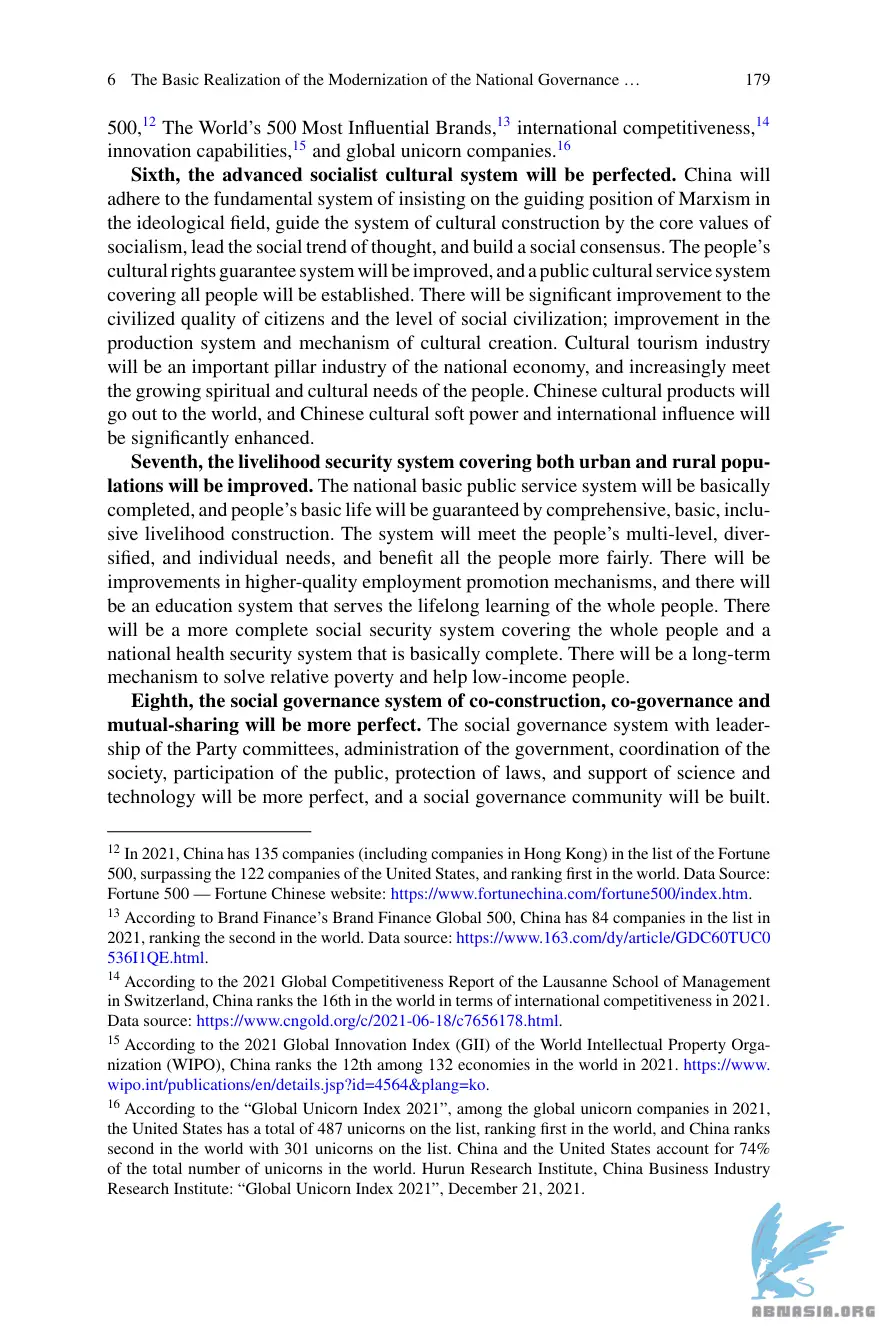 6 The Basic Realization of the Modernization of the National Governance … 179
500,12 The World’s 500 Most Influential Brands,13 international competitiveness,14
innovation capabilities,15 and global unicorn companies.16
Sixth, the advanced socialist cultural system will be perfected. China will
adhere to the fundamental system of insisting on the guiding position of Marxism in
the ideological field, guide the system of cultural construction by the core values of
socialism, lead the social trend of thought, and build a social consensus. The people’s
cultural rights guarantee system will be improved, and a public cultural service system
covering all people will be established. There will be significant improvement to the
civilized quality of citizens and the level of social civilization; improvement in the
production system and mechanism of cultural creation. Cultural tourism industry
will be an important pillar industry of the national economy, and increasingly meet
the growing spiritual and cultural needs of the people. Chinese cultural products will
go out to the world, and Chinese cultural soft power and international influence will
be significantly enhanced.
Seventh, the livelihood security system covering both urban and rural popu-
lations will be improved. The national basic public service system will be basically
completed, and people’s basic life will be guaranteed by comprehensive, basic, inclu-
sive livelihood construction. The system will meet the people’s multi-level, diver-
sified, and individual needs, and benefit all the people more fairly. There will be
improvements in higher-quality employment promotion mechanisms, and there will
be an education system that serves the lifelong learning of the whole people. There
will be a more complete social security system covering the whole people and a
national health security system that is basically complete. There will be a long-term
mechanism to solve relative poverty and help low-income people.
Eighth, the social governance system of co-construction, co-governance and
mutual-sharing will be more perfect. The social governance system with leader-
ship of the Party committees, administration of the government, coordination of the
society, participation of the public, protection of laws, and support of science and
technology will be more perfect, and a social governance community will be built.
12 In 2021, China has 135 companies (including companies in Hong Kong) in the list of the Fortune
500, surpassing the 122 companies of the United States, and ranking first in the world. Data Source:
Fortune 500 — Fortune Chinese website: https://www.fortunechina.com/fortune500/index.htm.
13 According to Brand Finance’s Brand Finance Global 500, China has 84 companies in the list in
2021, ranking the second in the world. Data source: https://www.163.com/dy/article/GDC60TUC0
536I1QE.html.
14 According to the 2021 Global Competitiveness Report of the Lausanne School of Management
in Switzerland, China ranks the 16th in the world in terms of international competitiveness in 2021.
Data source: https://www.cngold.org/c/2021-06-18/c7656178.html.
15 According to the 2021 Global Innovation Index (GII) of the World Intellectual Property Orga-
nization (WIPO), China ranks the 12th among 132 economies in the world in 2021. https://www.
wipo.int/publications/en/details.jsp?id=4564&plang=ko.
16 According to the “Global Unicorn Index 2021”, among the global unicorn companies in 2021,
the United States has a total of 487 unicorns on the list, ranking first in the world, and China ranks
second in the world with 301 unicorns on the list. China and the United States account for 74%
of the total number of unicorns in the world. Hurun Research Institute, China Business Industry
Research Institute: “Global Unicorn Index 2021”, December 21, 2021.
ABNASIA.ORG